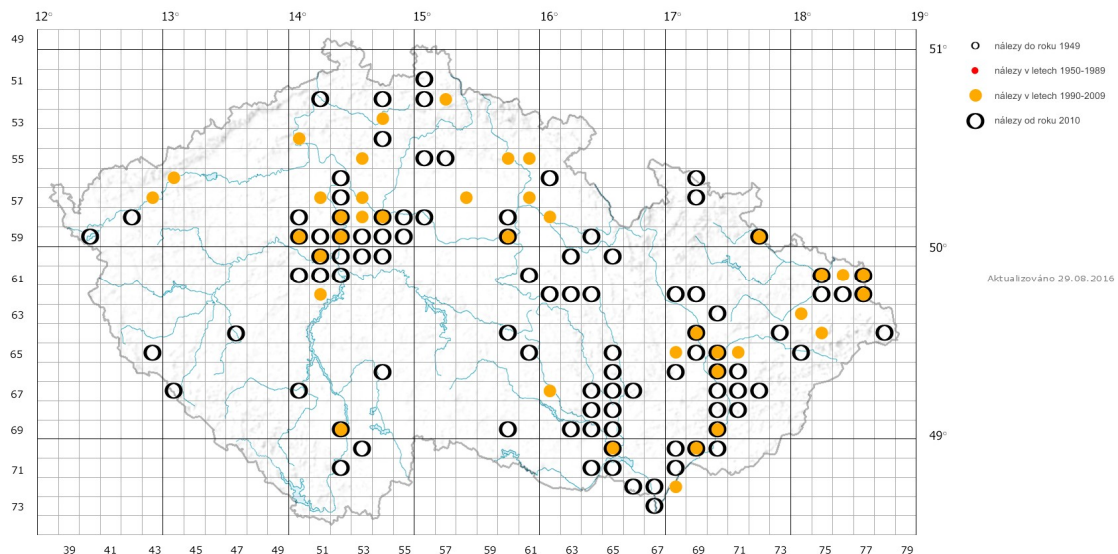 12° 13° 14° 15° 16° 17° 18° 19°
49
51°
nálezy do roku 1949
51
nálezy v letech 1950-1989
nálezy v letech 1990-2009
53
nálezy od roku 2010
55
57
59
50°
61
Aktualizováno 29.08.2016
63
65
67
69
49°
71
73
39 41 43 45 47 49 51 53 55 57 59 61 63 65 67 69 71 73 75 77 79